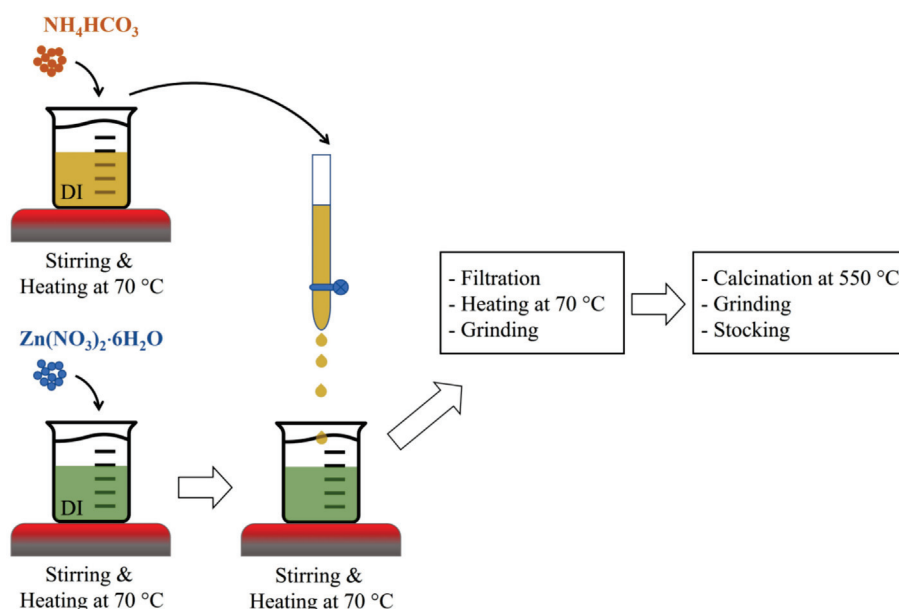 NH₄HCO₃
DI
Stirring &
Heating at 70 °C
Zn(NO₃)₂·6H₂O
DI
Stirring &
Heating at 70 °C
Stirring &
Heating at 70 °C
- Filtration
- Heating at 70 °C
- Grinding
- Calcination at 550 °C
- Grinding
- Stocking